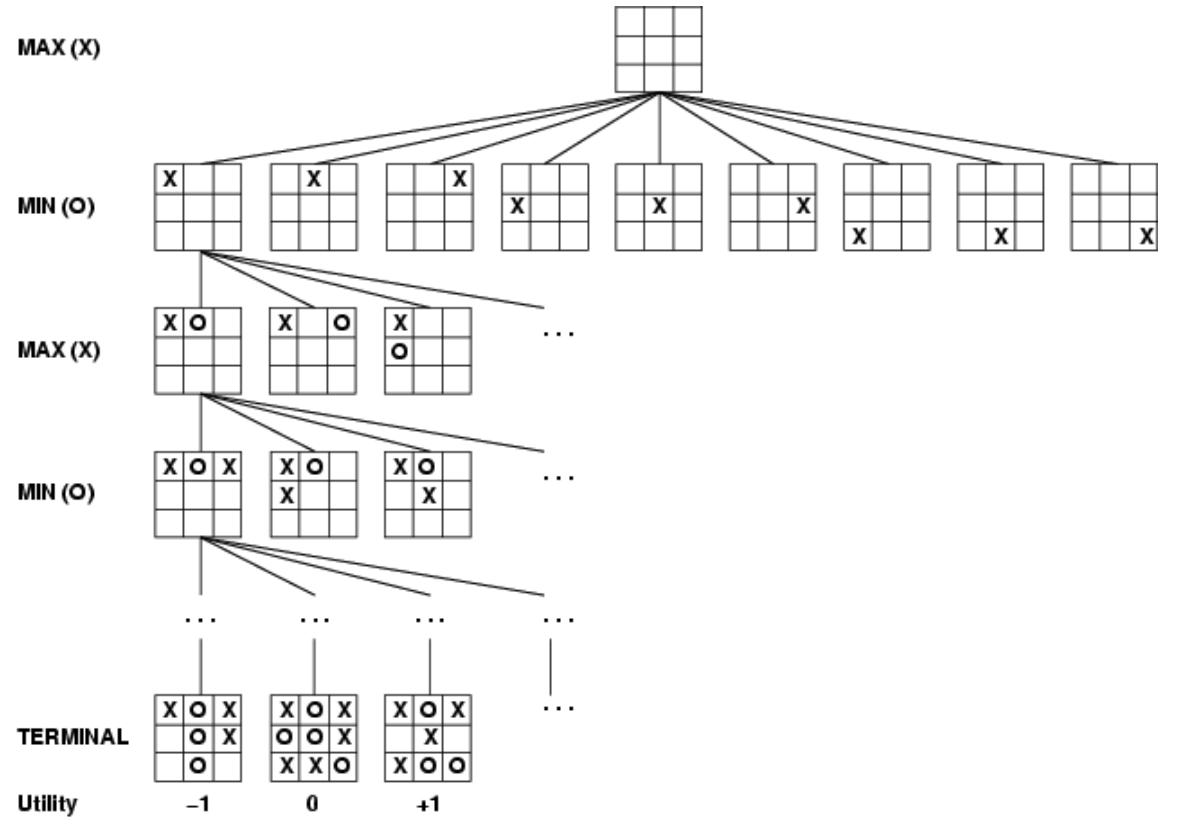 MAX (X)
X X X X X X X X X
MIN (O)
X O X O X
MAX (X)
O
X O X X O X O
MIN (O)
X X
... ... ... ...
X O X X O X X O X
TERMINAL O X O O X X
O X X O X O O
Utility −1 0 +1